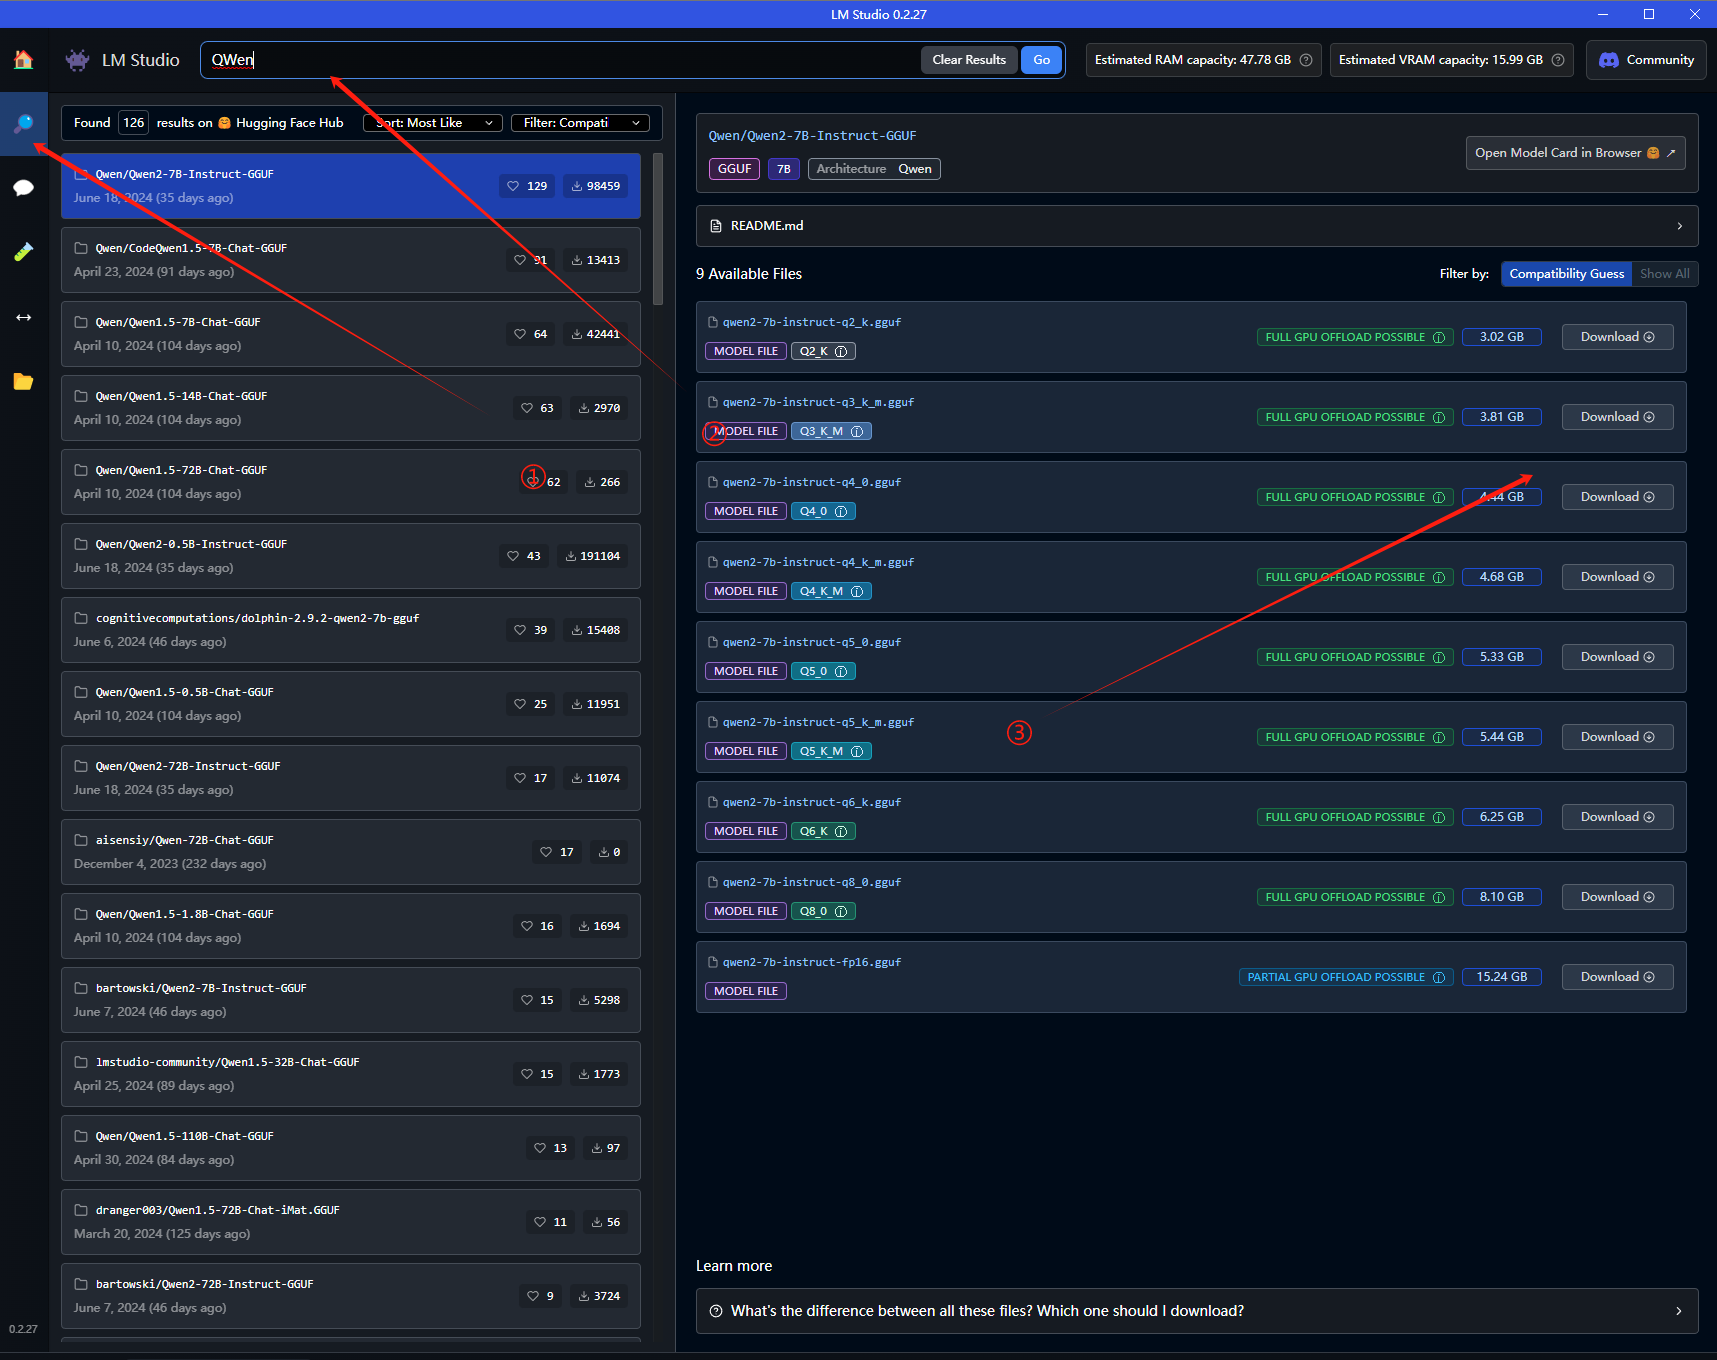 LM Studio 0.2.27
LM Studio
QWen
Clear Results
Go
Estimated RAM capacity: 47.78 GB
Estimated VRAM capacity: 15.99 GB
Community
Found 126 results on 🤗 Hugging Face Hub
Sort: Most Like
Filter: Compati
Qwen/Qwen2-7B-Instruct-GGUF
June 18, 2024 (35 days ago)
129
98459
Qwen/CodeQwen1.5-7B-Chat-GGUF
April 23, 2024 (91 days ago)
91
13413
Qwen/Qwen1.5-7B-Chat-GGUF
April 10, 2024 (104 days ago)
64
42441
Qwen/Qwen1.5-14B-Chat-GGUF
April 10, 2024 (104 days ago)
63
2970
Qwen/Qwen1.5-72B-Chat-GGUF
April 10, 2024 (104 days ago)
①
62
266
Qwen/Qwen2-0.5B-Instruct-GGUF
June 18, 2024 (35 days ago)
43
191104
cognitivecomputations/dolphin-2.9.2-qwen2-7b-gguf
June 6, 2024 (46 days ago)
39
15408
Qwen/Qwen1.5-0.5B-Chat-GGUF
April 10, 2024 (104 days ago)
25
11951
Qwen/Qwen2-72B-Instruct-GGUF
June 18, 2024 (35 days ago)
17
11074
aisensiy/Qwen-72B-Chat-GGUF
December 4, 2023 (232 days ago)
17
0
Qwen/Qwen1.5-1.8B-Chat-GGUF
April 10, 2024 (104 days ago)
16
1694
bartowski/Qwen2-7B-Instruct-GGUF
June 7, 2024 (46 days ago)
15
5298
lmstudio-community/Qwen1.5-32B-Chat-GGUF
April 25, 2024 (89 days ago)
15
1773
Qwen/Qwen1.5-110B-Chat-GGUF
April 30, 2024 (84 days ago)
13
97
dranger003/Qwen1.5-72B-Chat-iMat.GGUF
March 20, 2024 (125 days ago)
11
56
bartowski/Qwen2-72B-Instruct-GGUF
June 7, 2024 (46 days ago)
9
3724
0.2.27
Qwen/Qwen2-7B-Instruct-GGUF
GGUF
7B
Architecture Qwen
Open Model Card in Browser 🤗 ↗
README.md
9 Available Files
Filter by:
Compatibility Guess
Show All
qwen2-7b-instruct-q2_k.gguf
MODEL FILE
Q2_K
FULL GPU OFFLOAD POSSIBLE
3.02 GB
Download
qwen2-7b-instruct-q3_k_m.gguf
②
MODEL FILE
Q3_K_M
FULL GPU OFFLOAD POSSIBLE
3.81 GB
Download
qwen2-7b-instruct-q4_0.gguf
MODEL FILE
Q4_0
FULL GPU OFFLOAD POSSIBLE
4.44 GB
Download
qwen2-7b-instruct-q4_k_m.gguf
MODEL FILE
Q4_K_M
FULL GPU OFFLOAD POSSIBLE
4.68 GB
Download
qwen2-7b-instruct-q5_0.gguf
MODEL FILE
Q5_0
FULL GPU OFFLOAD POSSIBLE
5.33 GB
Download
qwen2-7b-instruct-q5_k_m.gguf
MODEL FILE
Q5_K_M
③
FULL GPU OFFLOAD POSSIBLE
5.44 GB
Download
qwen2-7b-instruct-q6_k.gguf
MODEL FILE
Q6_K
FULL GPU OFFLOAD POSSIBLE
6.25 GB
Download
qwen2-7b-instruct-q8_0.gguf
MODEL FILE
Q8_0
FULL GPU OFFLOAD POSSIBLE
8.10 GB
Download
qwen2-7b-instruct-fp16.gguf
MODEL FILE
PARTIAL GPU OFFLOAD POSSIBLE
15.24 GB
Download
Learn more
What's the difference between all these files? Which one should I download?